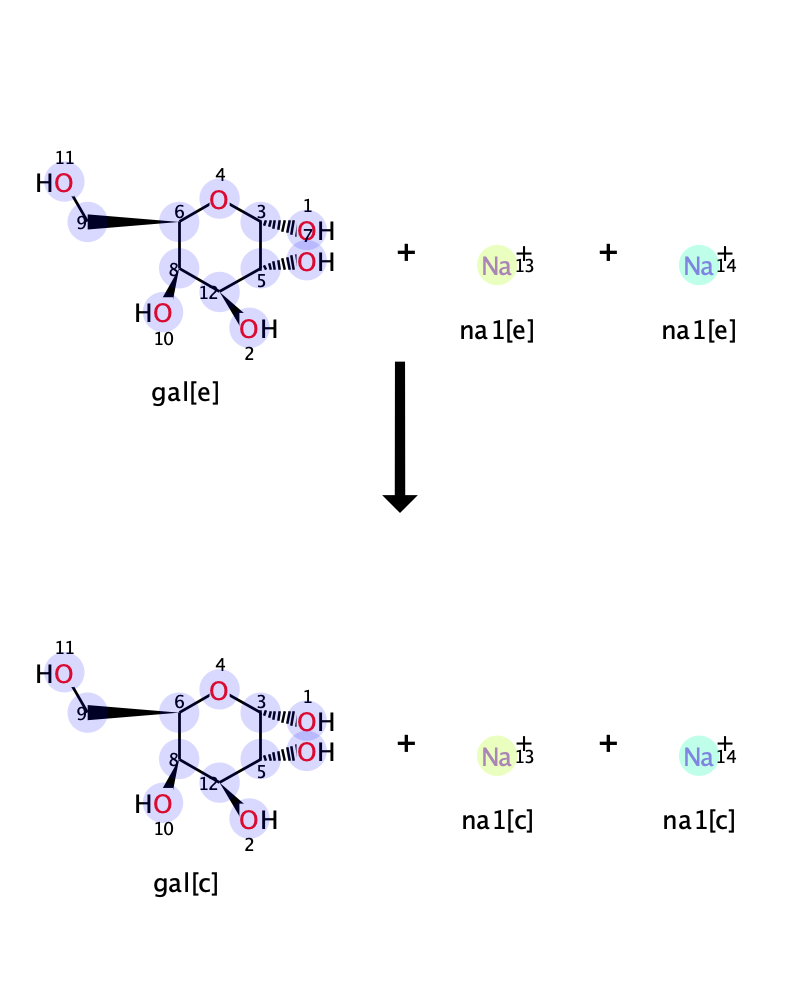 11
HO
9
4
O
6
3
1
OH
7
OH
8
5
12
HO
10
OH
2
+
Na+
13
+
Na+
14
gal[e]
na1[e]
na1[e]
11
HO
9
4
O
6
3
1
OH
OH
8
5
12
HO
10
OH
2
+
Na+
13
+
Na+
14
gal[c]
na1[c]
na1[c]